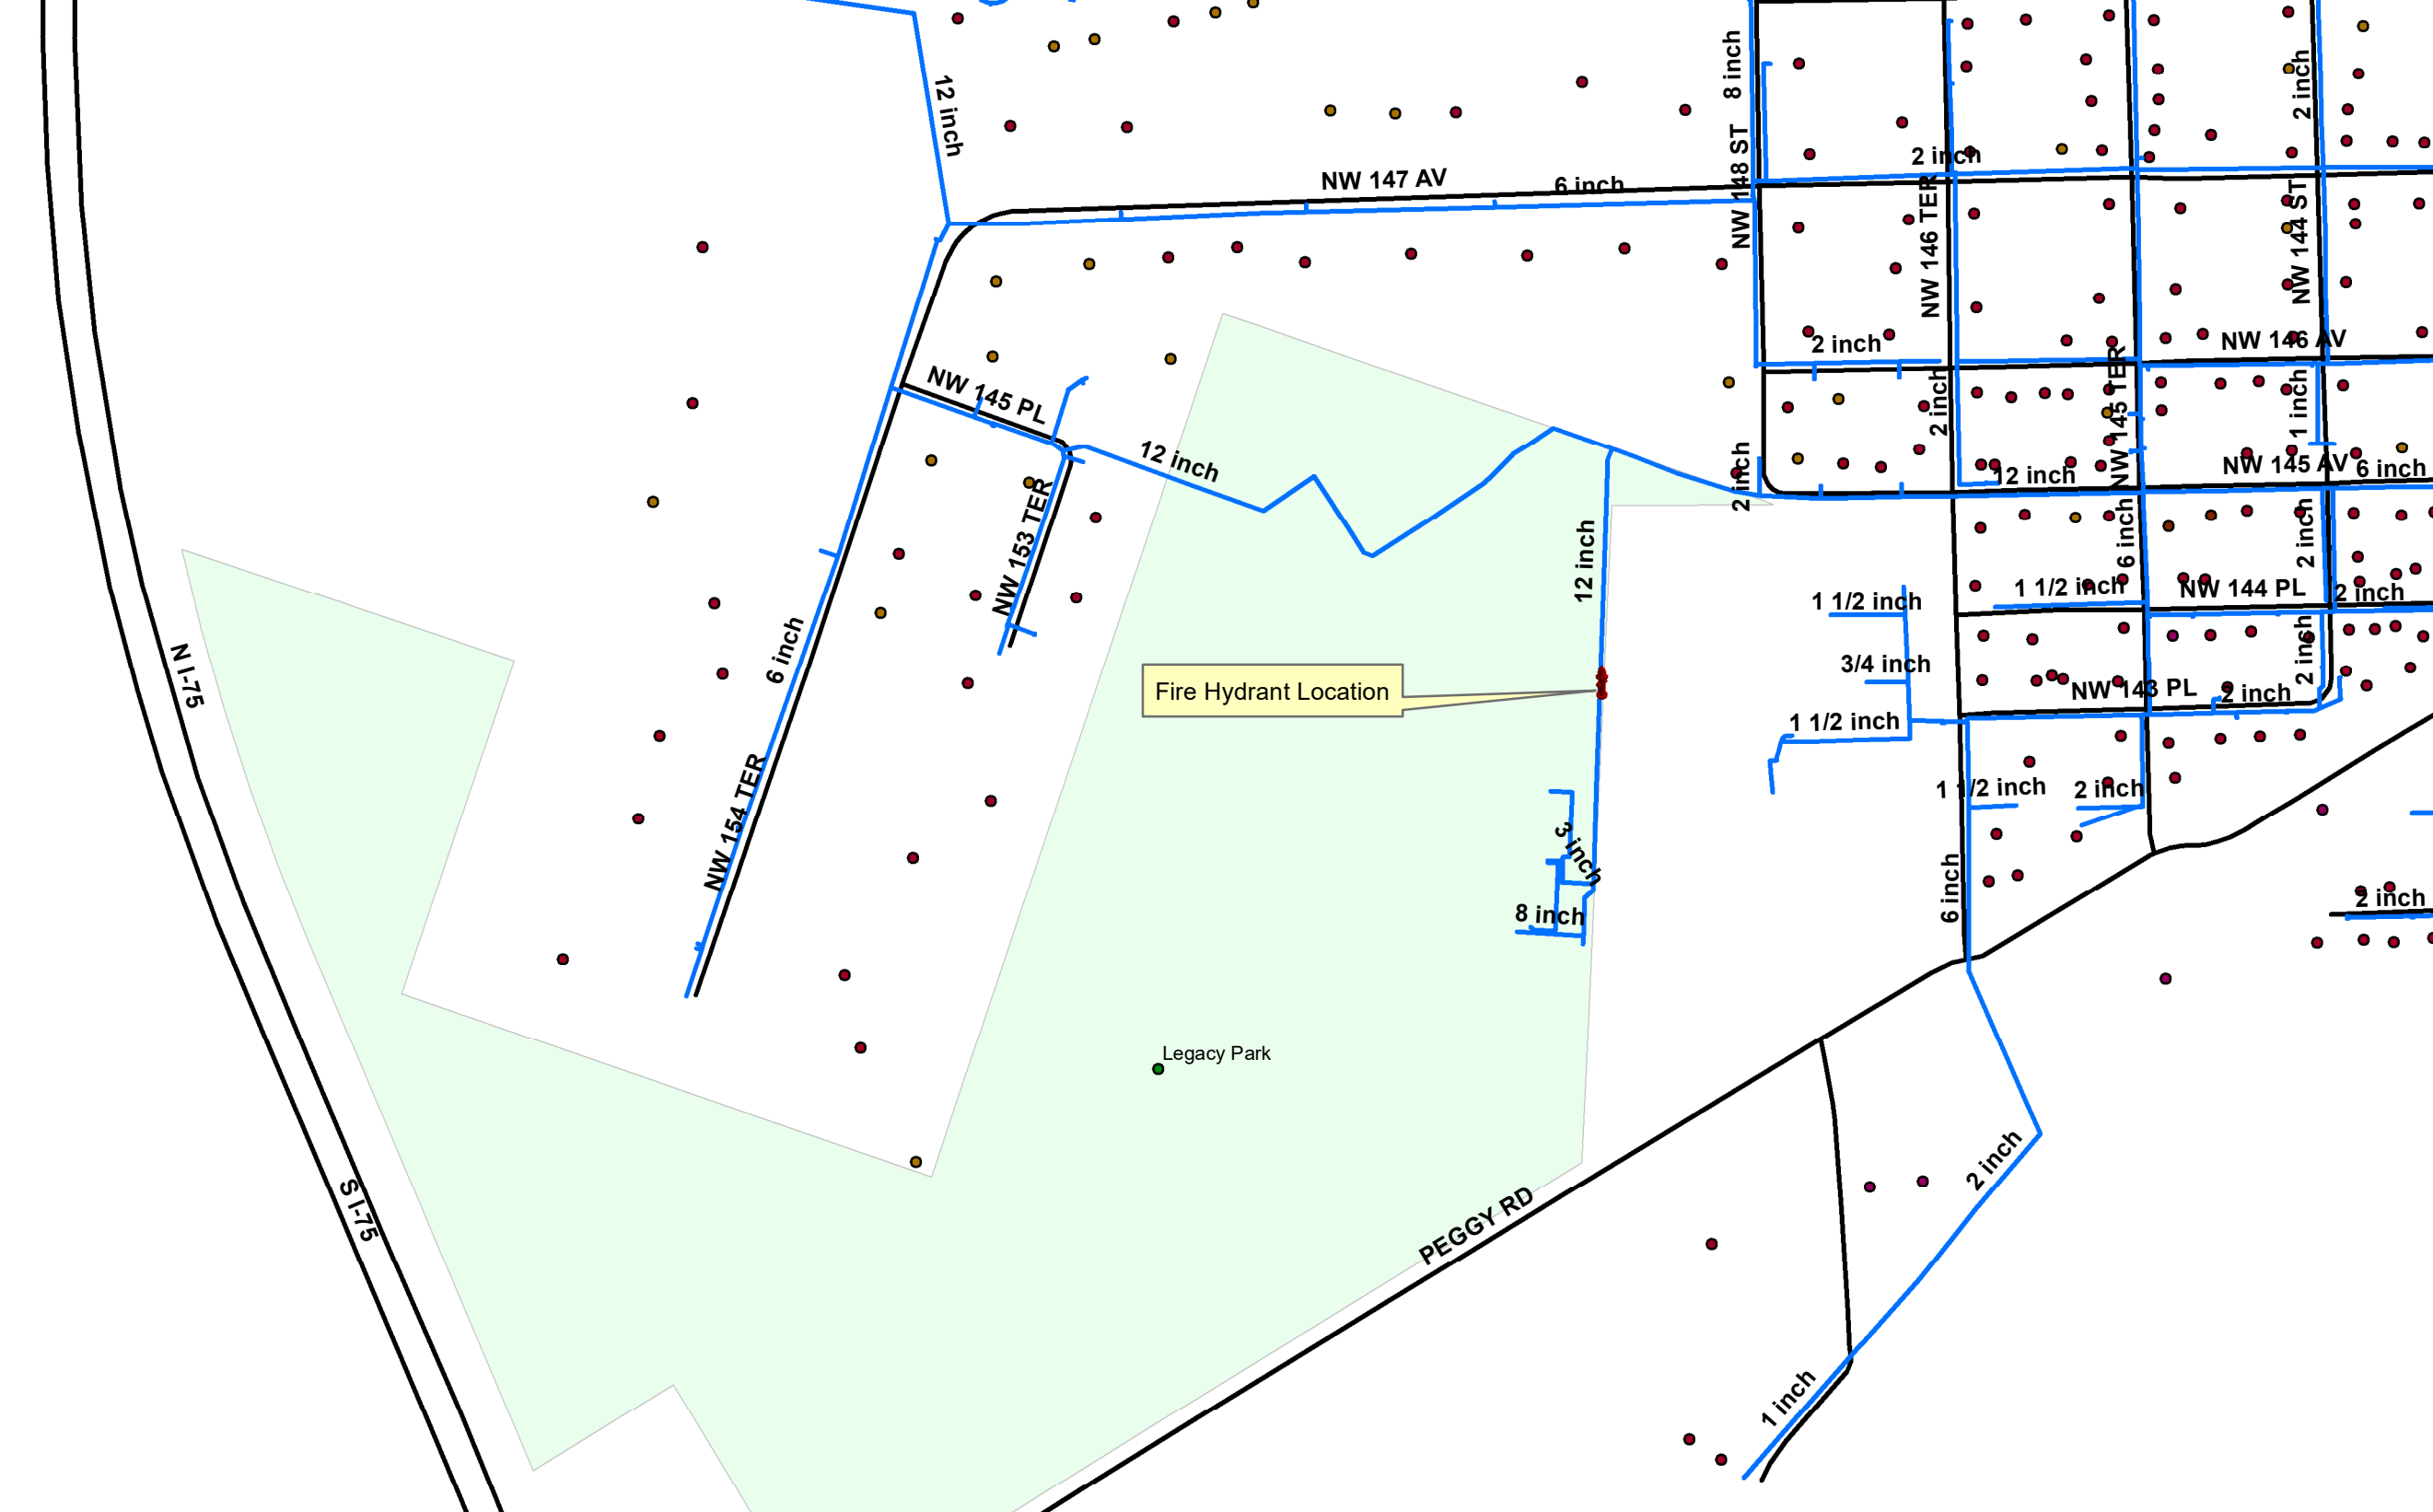 8 inch
2 inch
12 inch
NW 148 ST
2 inch
NW 147 AV
6 inch
NW 146 TER
NW 144 ST
2 inch
NW 146 AV
NW 145 PL
2 inch
NW 145 TER
1 inch
12 inch
2 inch
12 inch
NW 145 AV
6 inch
NW 153 TER
12 inch
6 inch
2 inch
1 1/2 inch
1 1/2 inch
NW 144 PL
2 inch
6 inch
N I-75
3/4 inch
2 inch
Fire Hydrant Location
NW 143 PL
2 inch
1 1/2 inch
NW 154 TER
1 1/2 inch
2 inch
3 inch
6 inch
8 inch
2 inch
Legacy Park
2 inch
S I-75
PEGGY RD
1 inch